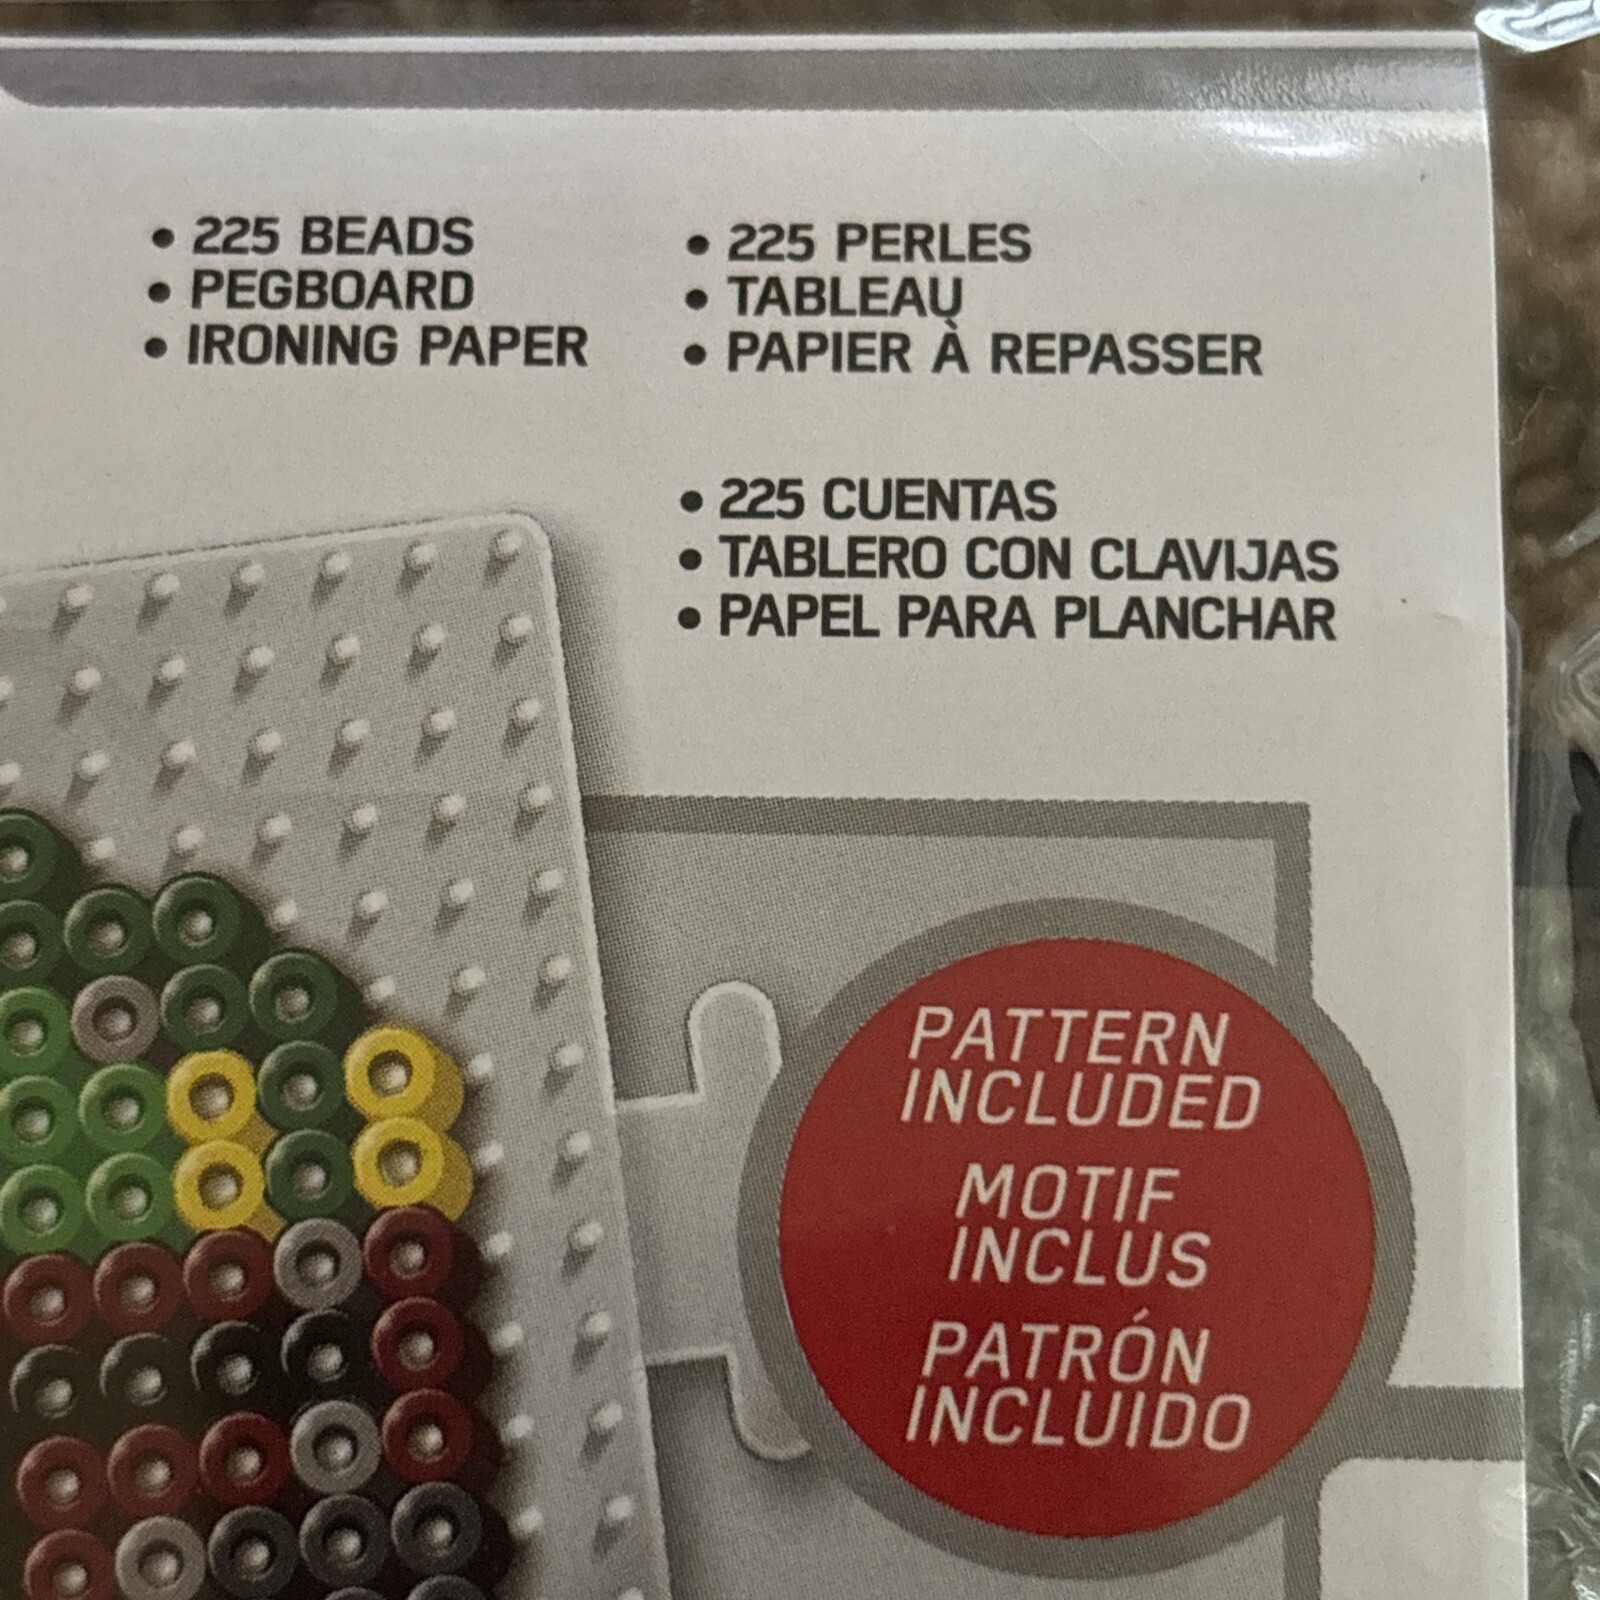 • 225 BEADS
• PEGBOARD
• IRONING PAPER
• 225 PERLES
• TABLEAU
• PAPIER À REPASSER
• 225 CUENTAS
• TABLERO CON CLAVIJAS
• PAPEL PARA PLANCHAR
PATTERN
INCLUDED
MOTIF
INCLUS
PATRÓN
INCLUIDO